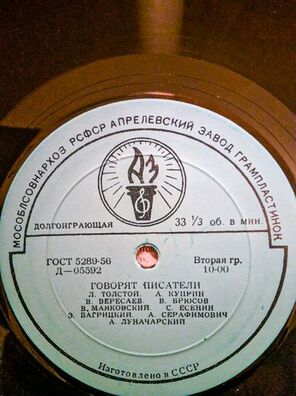 МОСОБЛСОВНАРХОЗ РСФСР АПРЕЛЕВСКИЙ ЗАВОД ГРАМПЛАСТИНОК
АЗ
ДОЛГОИГРАЮЩАЯ 33 1/3 об. в мин.
ГОСТ 5289-56 Вторая гр.
Д—05592 10-00
ГОВОРЯТ ПИСАТЕЛИ
Л. ТОЛСТОЙ, А. КУПРИН
В. ВЕРЕСАЕВ В. БРЮСОВ
В. МАЯКОВСКИЙ, С. ЕСЕНИН
Э. БАГРИЦКИЙ, А. СЕРАФИМОВИЧ
А. ЛУНАЧАРСКИЙ
Изготовлено в СССР